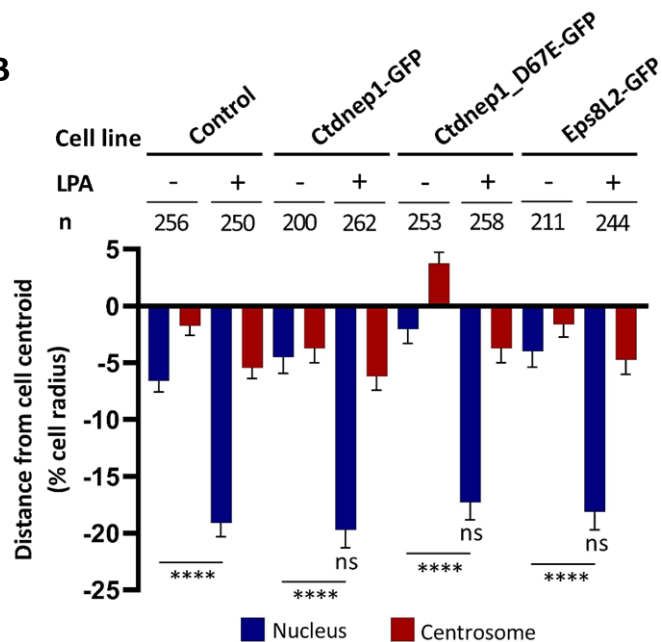 B
Cell line Control Ctdnep1-GFP Ctdnep1_D67E-GFP Eps8L2-GFP
LPA - + - + - + - +
n 256 250 200 262 253 258 211 244
Distance from cell centroid
(% cell radius)
5
0
-5
-10
-15
-20
-25
ns ns ns
**** **** **** ****
Nucleus Centrosome